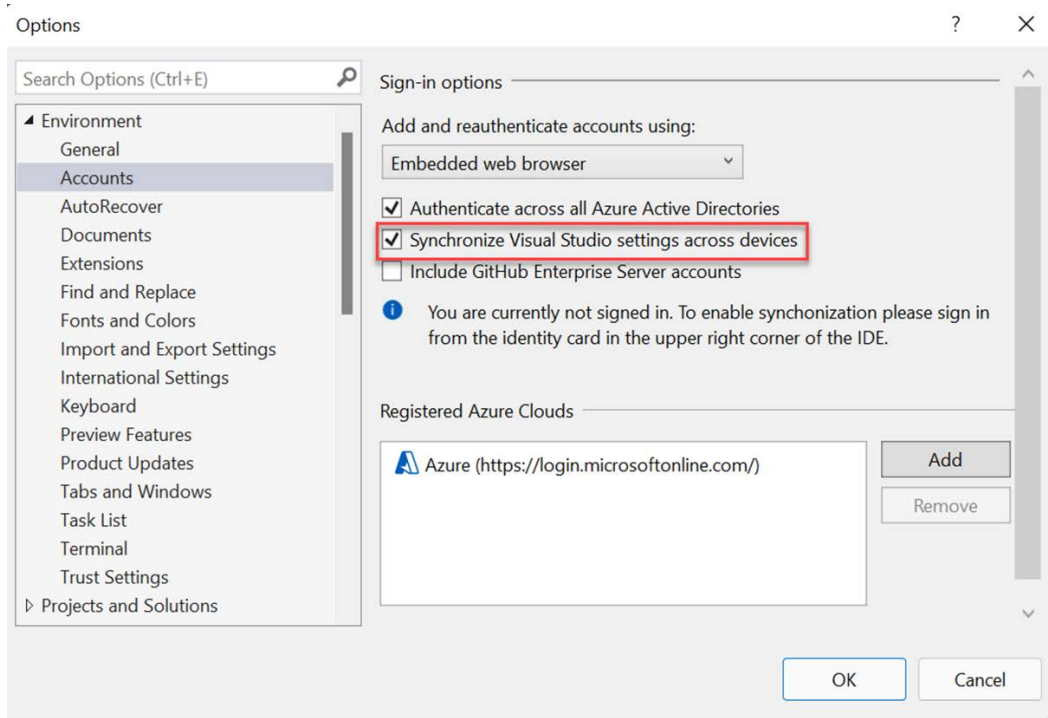 Options
?
Search Options (Ctrl+E)
Environment
General
Accounts
AutoRecover
Documents
Extensions
Find and Replace
Fonts and Colors
Import and Export Settings
International Settings
Keyboard
Preview Features
Product Updates
Tabs and Windows
Task List
Terminal
Trust Settings
Projects and Solutions
Sign-in options
Add and reauthenticate accounts using:
Embedded web browser
Authenticate across all Azure Active Directories
Synchronize Visual Studio settings across devices
Include GitHub Enterprise Server accounts
You are currently not signed in. To enable synchonization please sign in
from the identity card in the upper right corner of the IDE.
Registered Azure Clouds
Azure (https://login.microsoftonline.com/)
Add
Remove
OK
Cancel